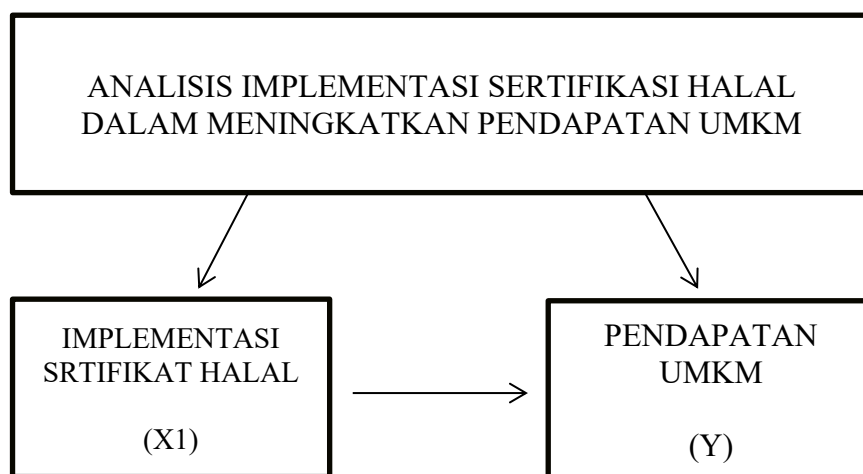 ANALISIS IMPLEMENTASI SERTIFIKASI HALAL
DALAM MENINGKATKAN PENDAPATAN UMKM
IMPLEMENTASI
SRTIFIKAT HALAL
(X1)
PENDAPATAN
UMKM
(Y)